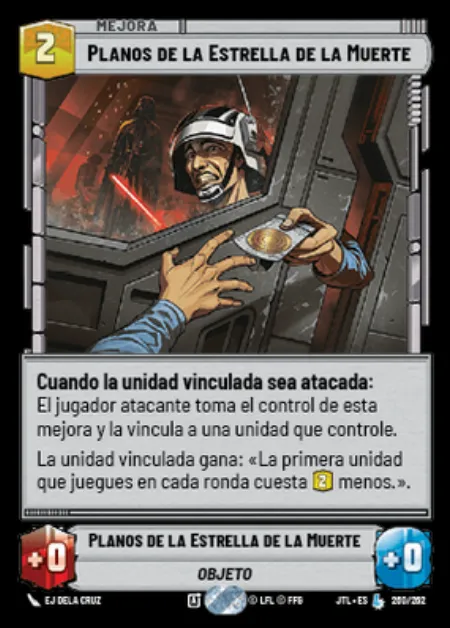 MEJORA
2
PLANOS DE LA ESTRELLA DE LA MUERTE
Cuando la unidad vinculada sea atacada:
El jugador atacante toma el control de esta
mejora y la vincula a una unidad que controle.
La unidad vinculada gana: «La primera unidad
que juegues en cada ronda cuesta 2 menos.».
+0
PLANOS DE LA ESTRELLA DE LA MUERTE
+0
OBJETO
EJ DELA CRUZ
© LFL © FFG
JTL • ES
260/262